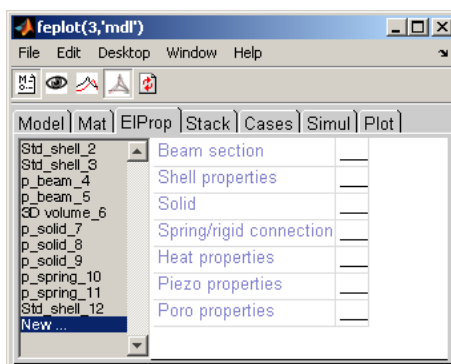 feplot(3,'mdl')
File Edit Desktop Window Help
Model Mat ElProp Stack Cases Simul Plot
Std_shell_2
Std_shell_3
p_beam_4
p_beam_5
3D volume_6
p_solid_7
p_solid_8
p_solid_9
p_spring_10
p_spring_11
Std_shell_12
New ...
Beam section
Shell properties
Solid
Spring/rigid connection
Heat properties
Piezo properties
Poro properties